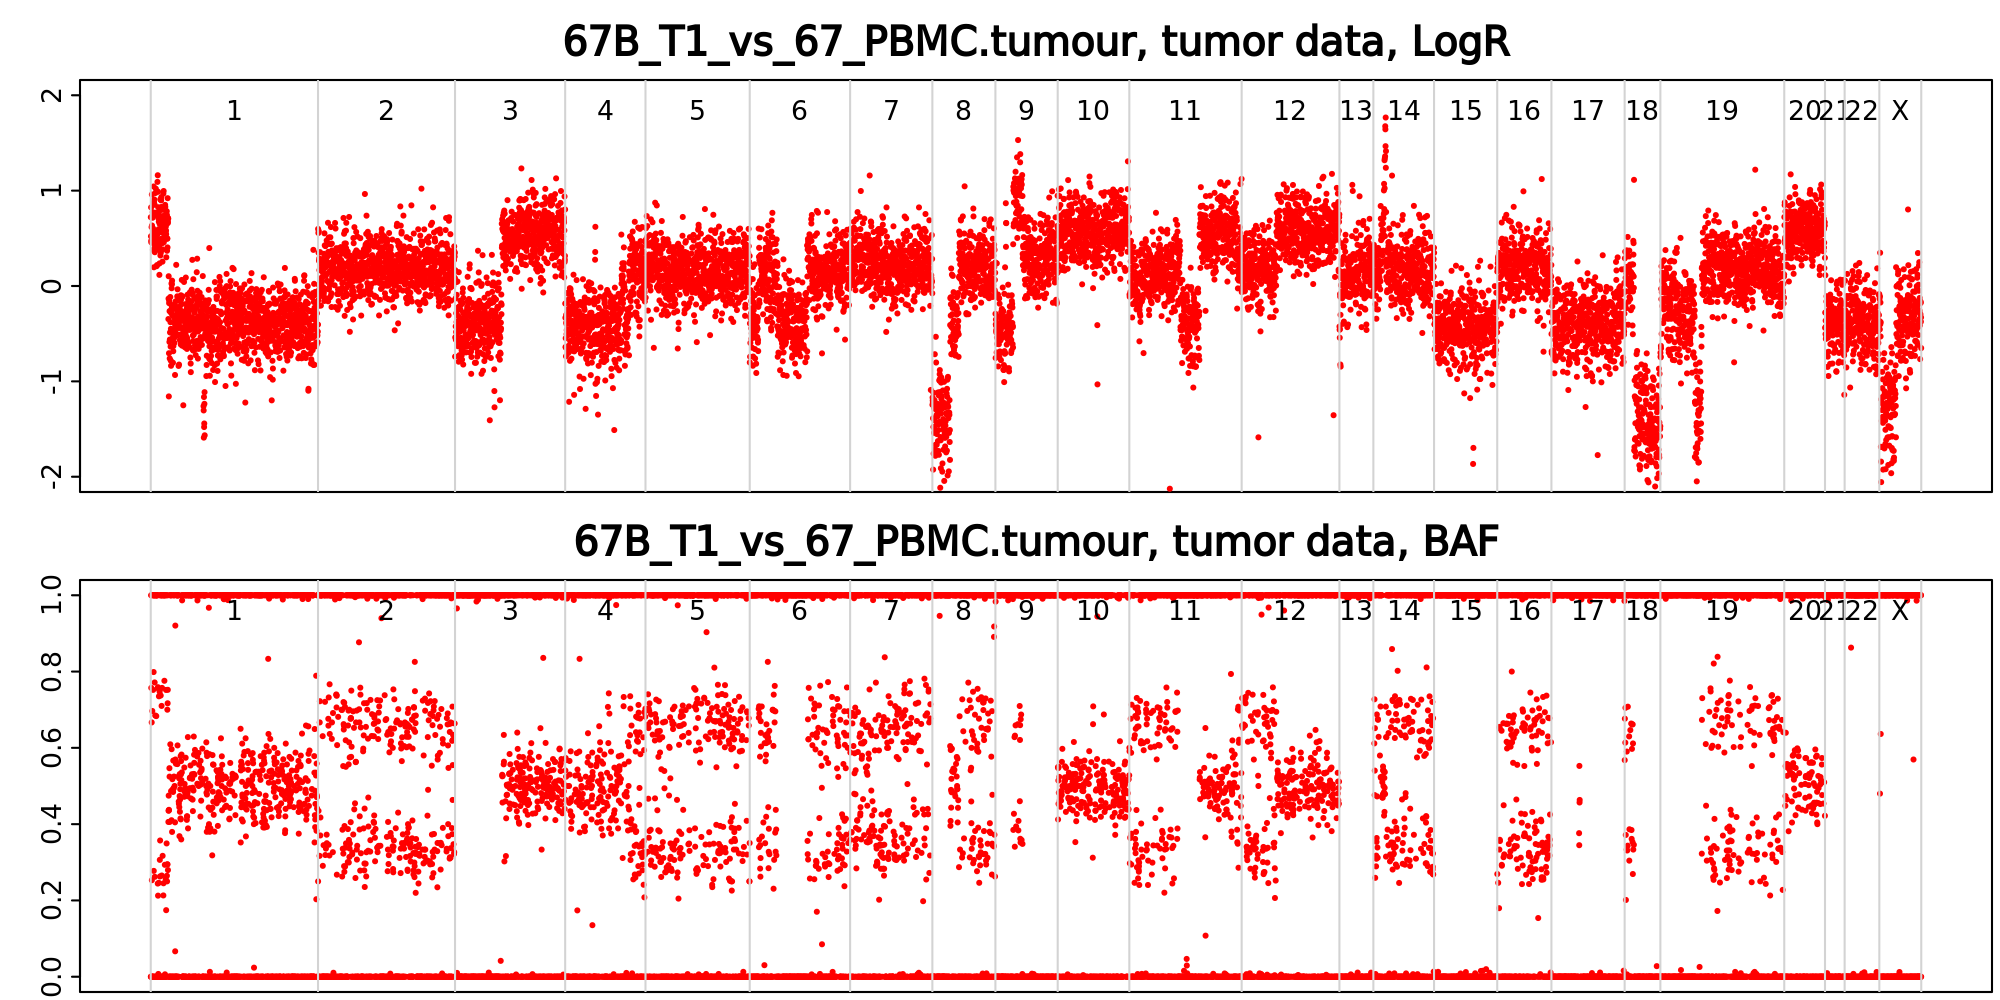 67B_T1_vs_67_PBMC.tumour, tumor data, LogR
2
1 2 3 4 5 6 7 8 9 10 11 12 13 14 15 16 17 18 19 20 21 22 X
1
0
-1
-2
67B_T1_vs_67_PBMC.tumour, tumor data, BAF
1.0
1 2 3 4 5 6 7 8 9 10 11 12 13 14 15 16 17 18 19 20 21 22 X
0.8
0.6
0.4
0.2
0.0